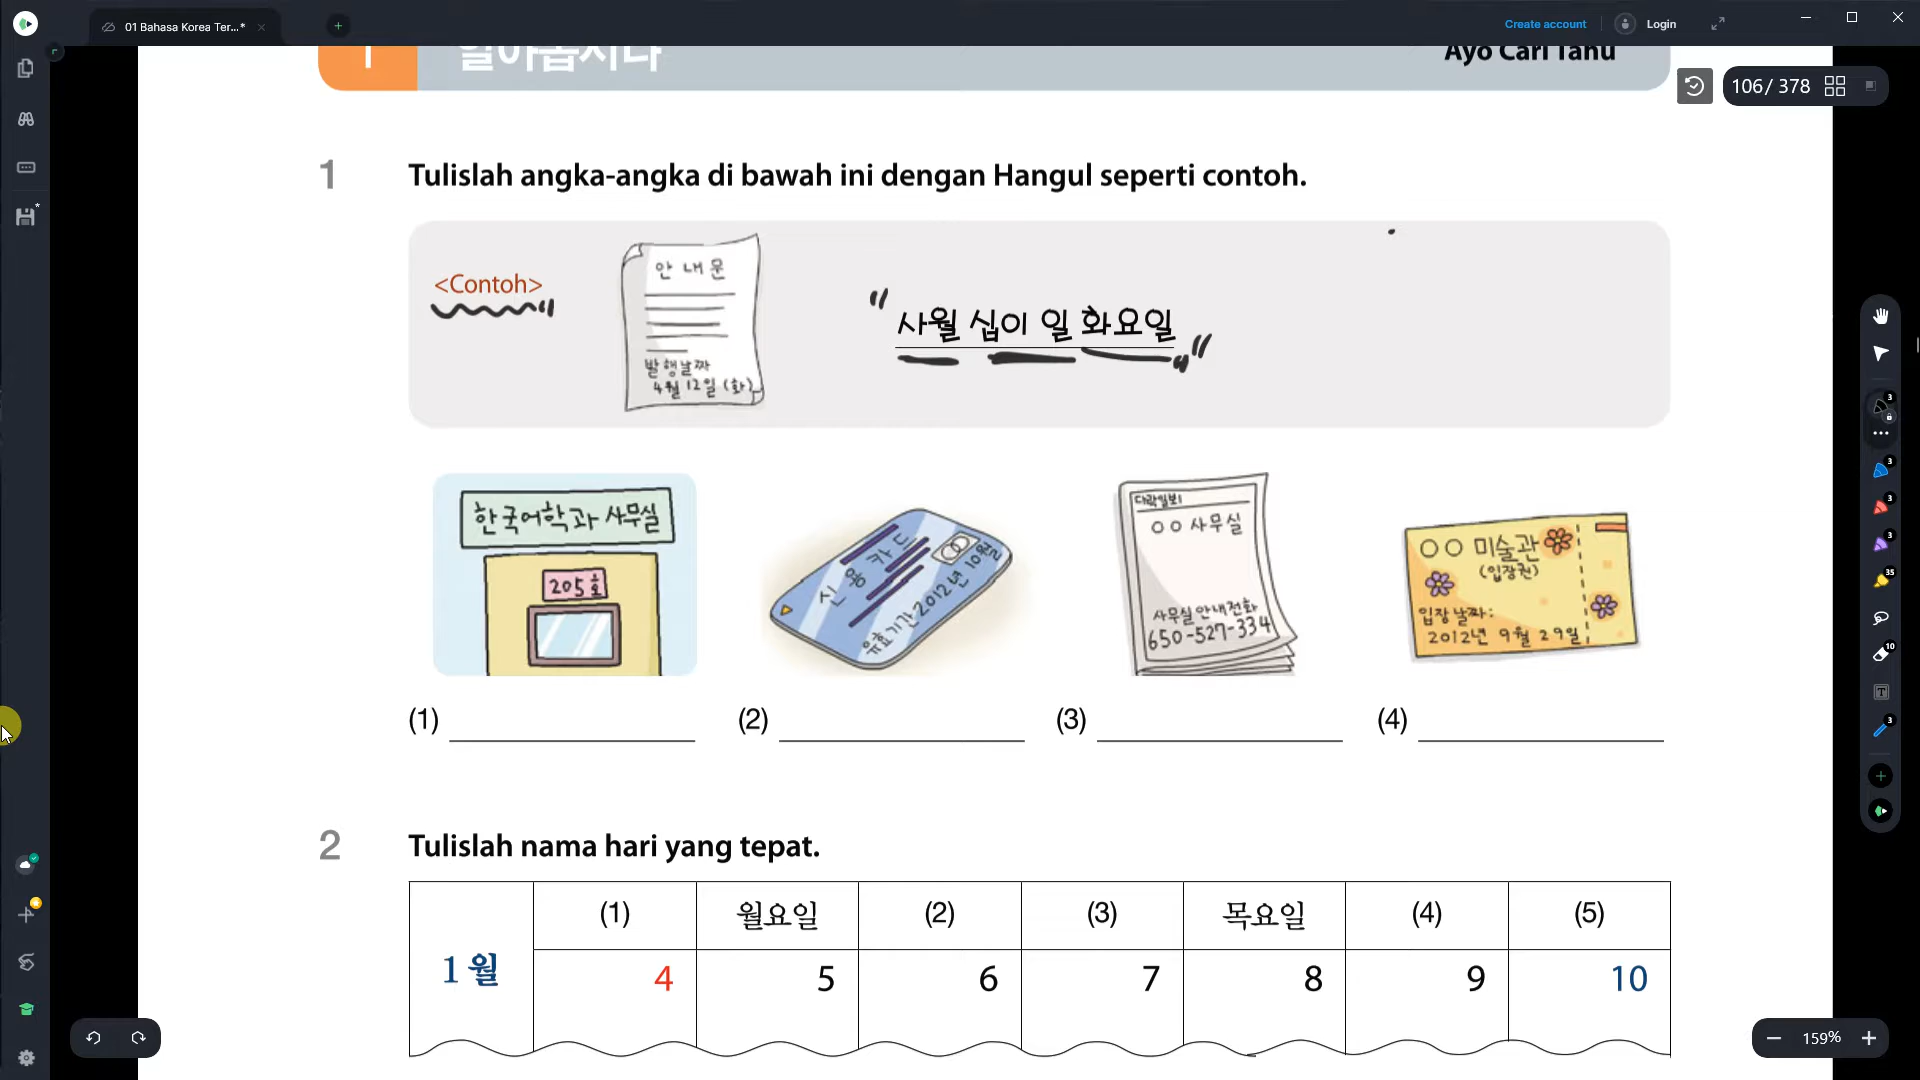 01 Bahasa Korea Ter...*
Create account
Login
1 알아봅시다
Ayo Cari Tahu
106/ 378
1 Tulislah angka-angka di bawah ini dengan Hangul seperti contoh.
<Contoh>
안내문
발행날짜
4월 12일 (화)
사월 십이 일 화요일
한국어학과 사무실
205호
신용카드
유효기간 2012년 10월
○○ 사무실
사무실 안내전화
650-527-334
○○ 미술관
(입장권)
입장 날짜:
2012년 9월 29일
(1) (2) (3) (4)
2 Tulislah nama hari yang tepat.
1월
(1) 월요일 (2) (3) 목요일 (4) (5)
4 5 6 7 8 9 10
159%